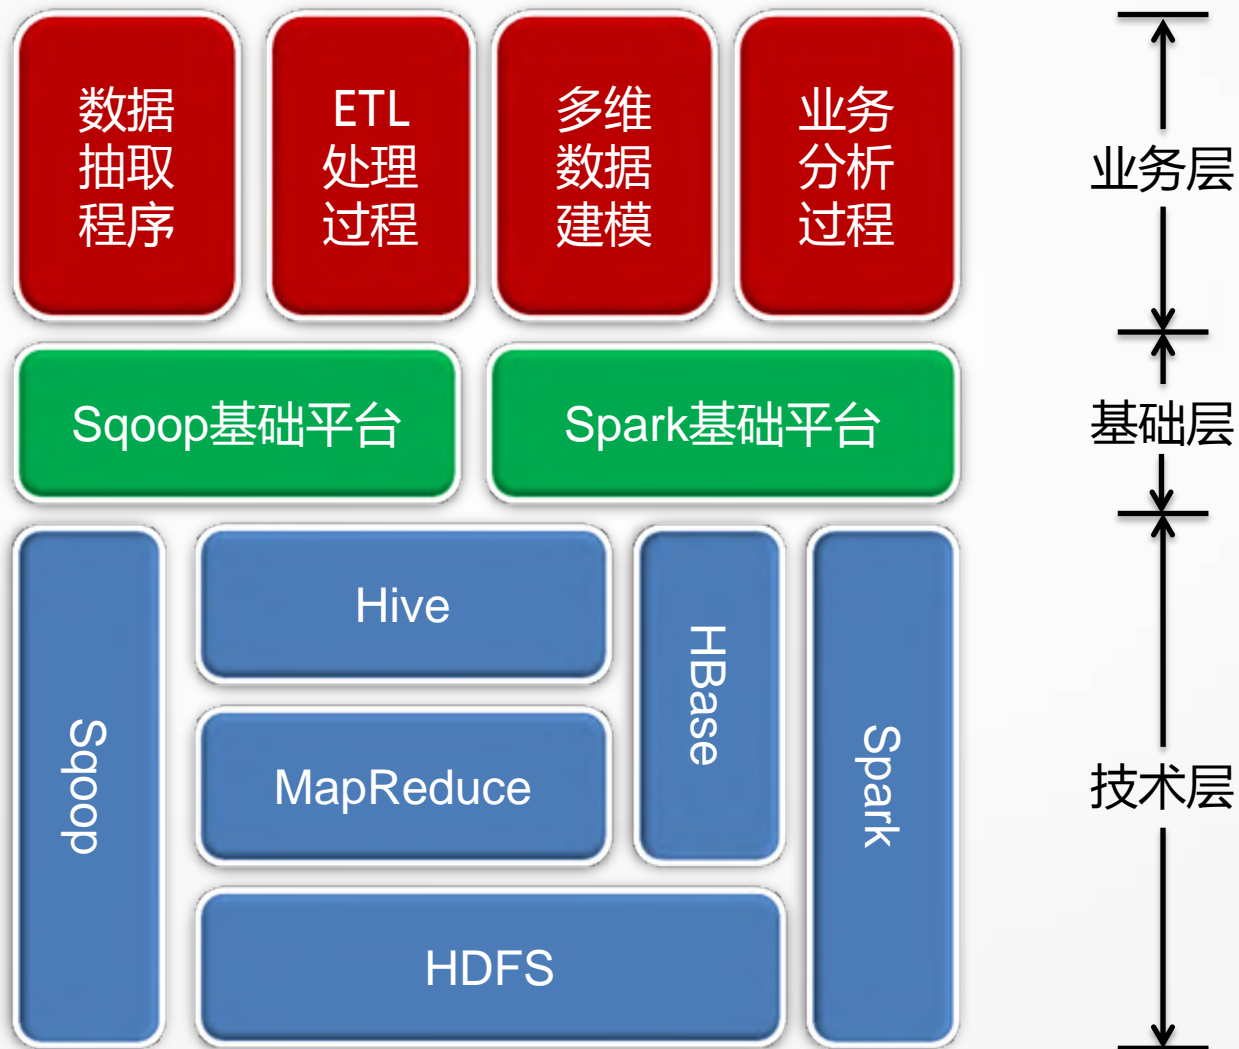 数据
抽取
程序
ETL
处理
过程
多维
数据
建模
业务
分析
过程
业务层
Sqoop基础平台
Spark基础平台
基础层
Sqoop
Hive
MapReduce
HBase
Spark
HDFS
技术层